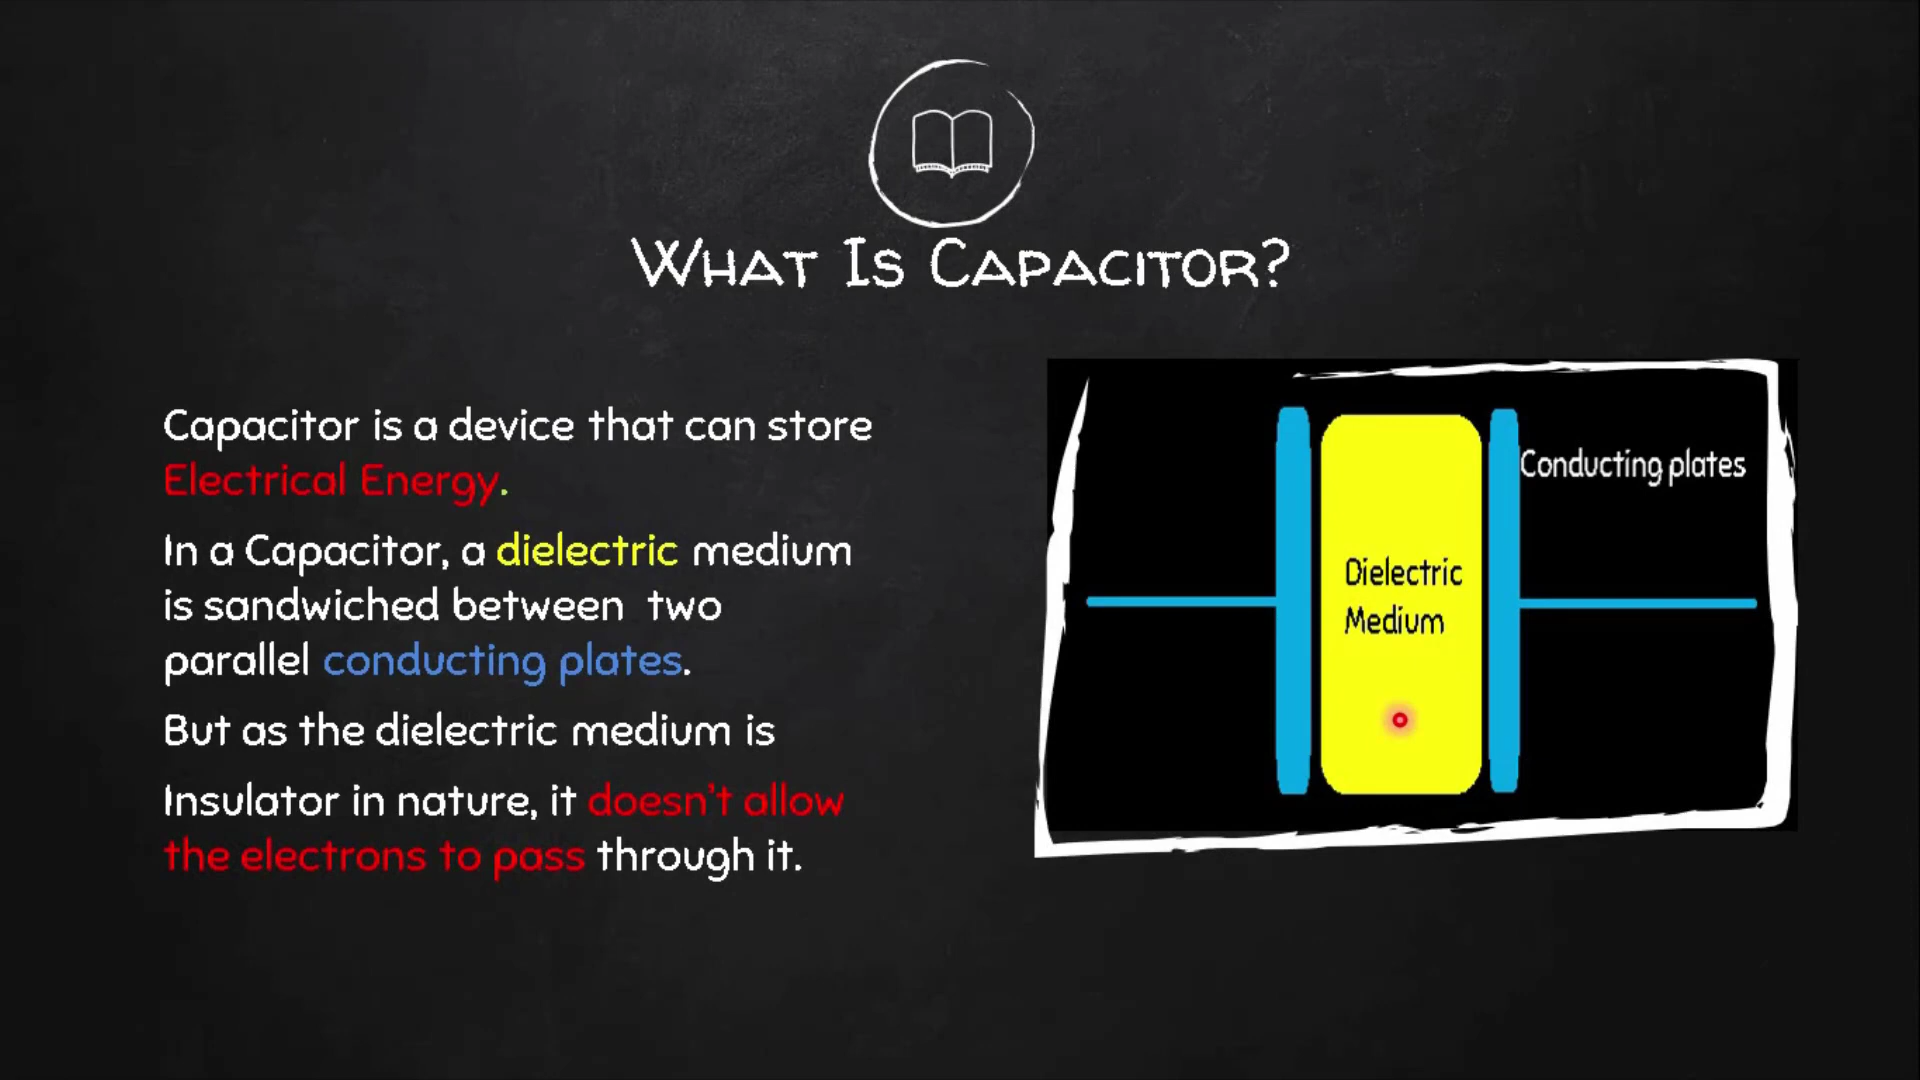 What Is Capacitor?
Capacitor is a device that can store
Electrical Energy.
In a Capacitor, a dielectric medium
is sandwiched between two
parallel conducting plates.
But as the dielectric medium is
Insulator in nature, it doesn't allow
the electrons to pass through it.
Conducting plates
Dielectric
Medium